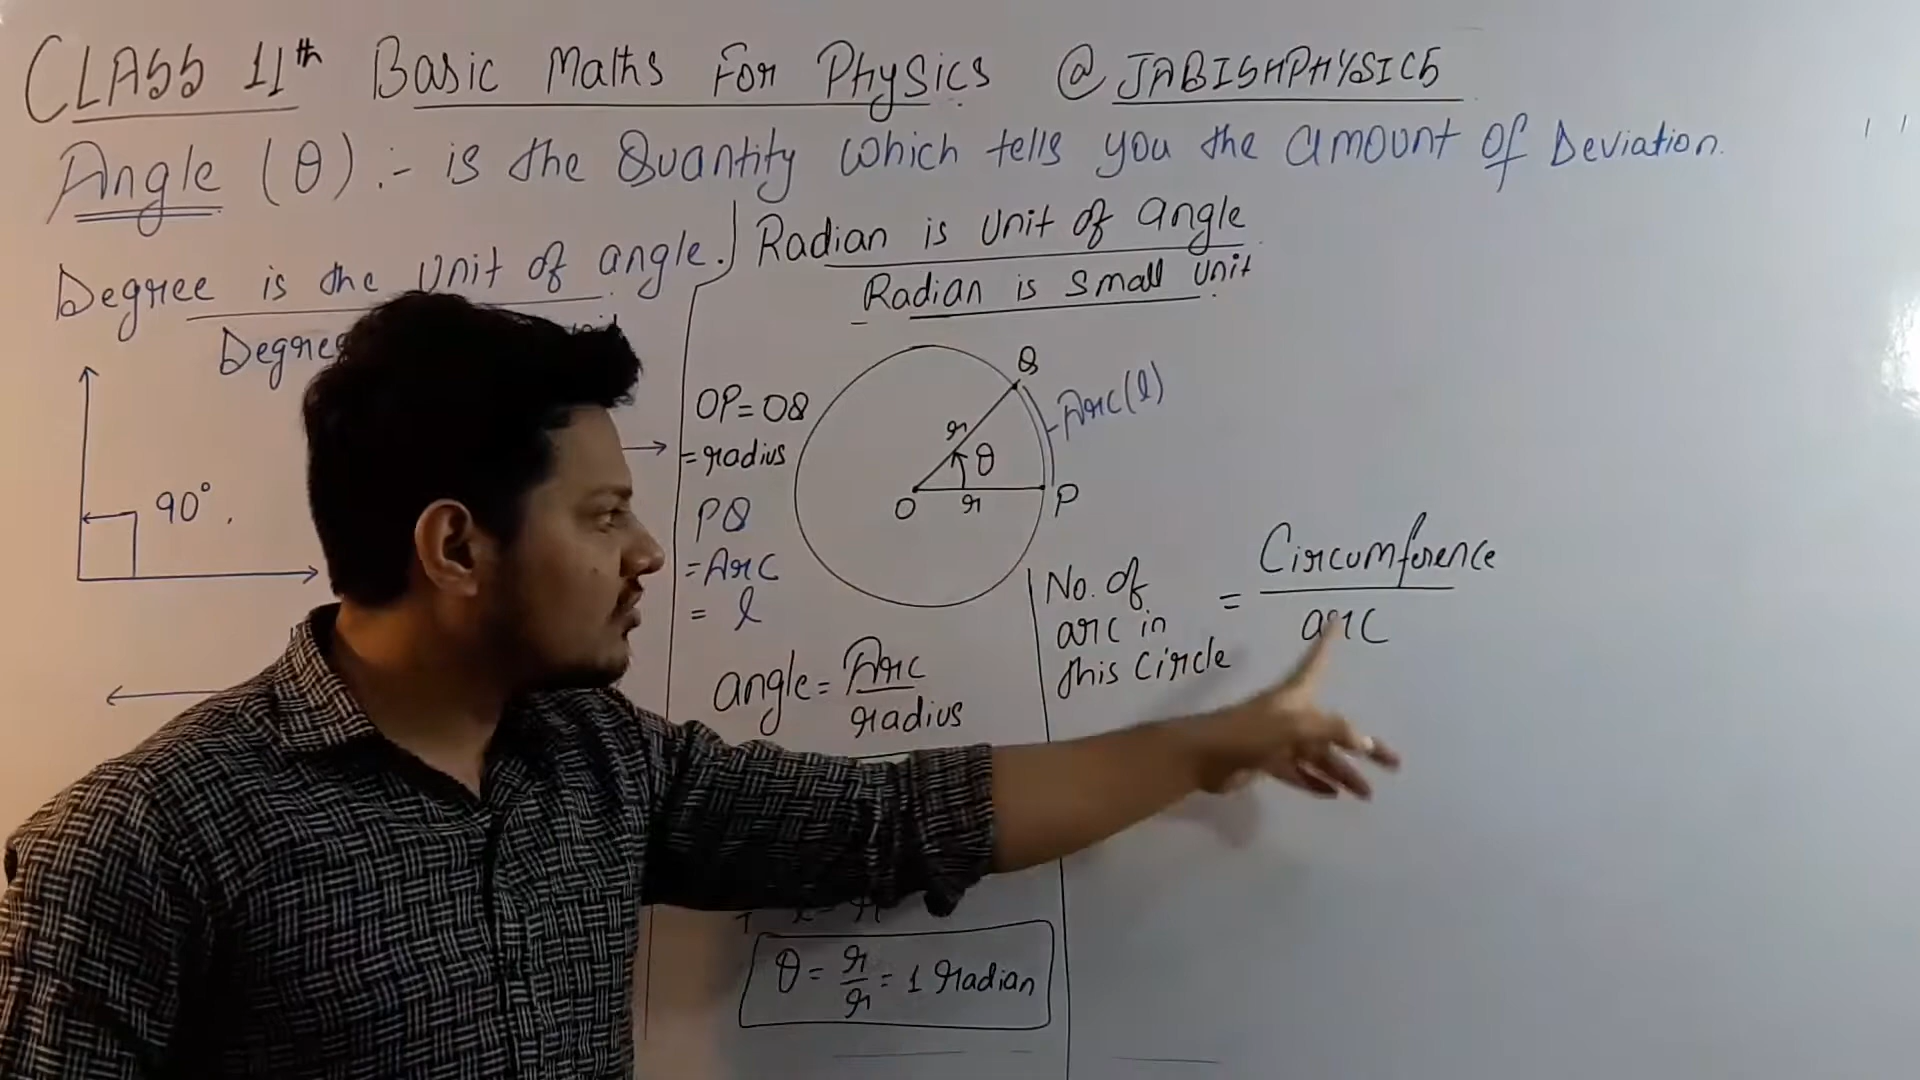 CLASS 11th Basic Maths For Physics @JABISHPHYSICS
Angle (θ) :- is the Quantity which tells you the amount of Deviation.
Degree is the unit of angle.
90°
Radian is unit of angle
Radian is small unit
OP = OQ
= radius
PQ
= Arc
= l
Q
r
θ
O
r
P
Arc(l)
angle = Arc
radius
θ = r/r = 1 radian
No. of
arc in
this Circle
= Circumference
arc